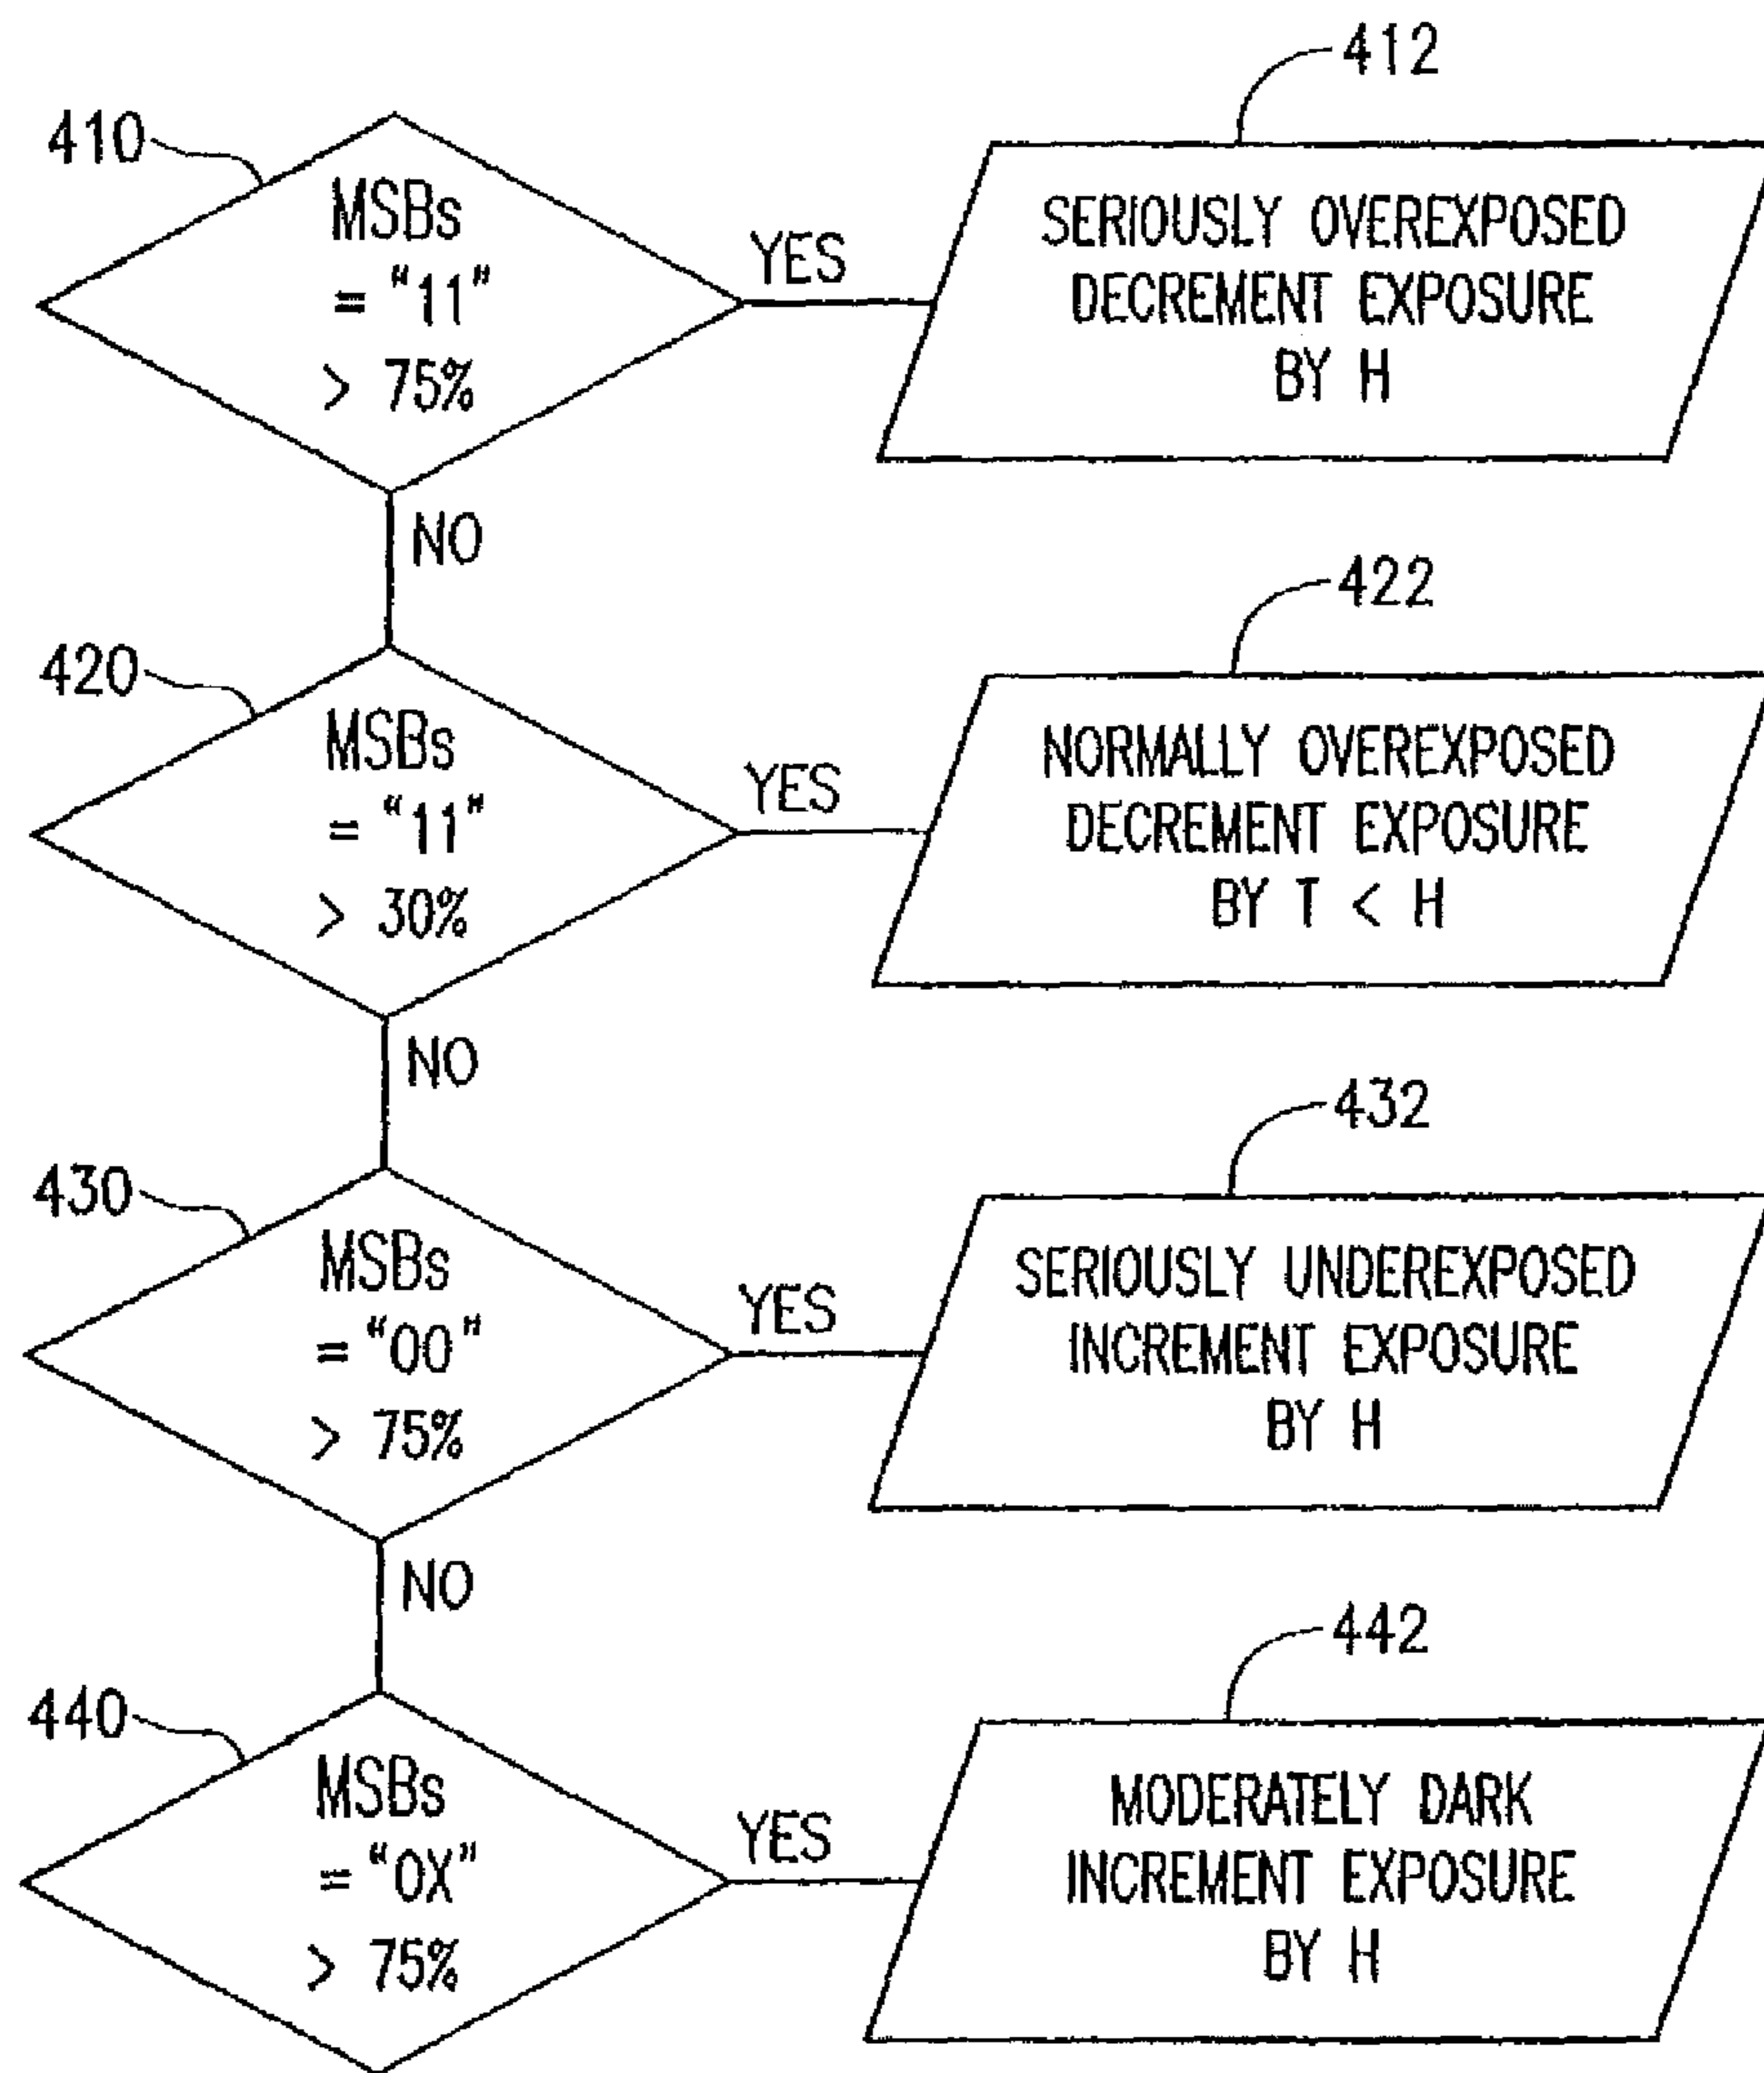 412
410
MSBs
= "11"
> 75%
YES
SERIOUSLY OVEREXPOSED
DECREMENT EXPOSURE
BY H
NO
422
420
MSBs
= "11"
> 30%
YES
NORMALLY OVEREXPOSED
DECREMENT EXPOSURE
BY T < H
NO
432
430
MSBs
= "00"
> 75%
YES
SERIOUSLY UNDEREXPOSED
INCREMENT EXPOSURE
BY H
NO
442
440
MSBs
= "0X"
> 75%
YES
MODERATELY DARK
INCREMENT EXPOSURE
BY H